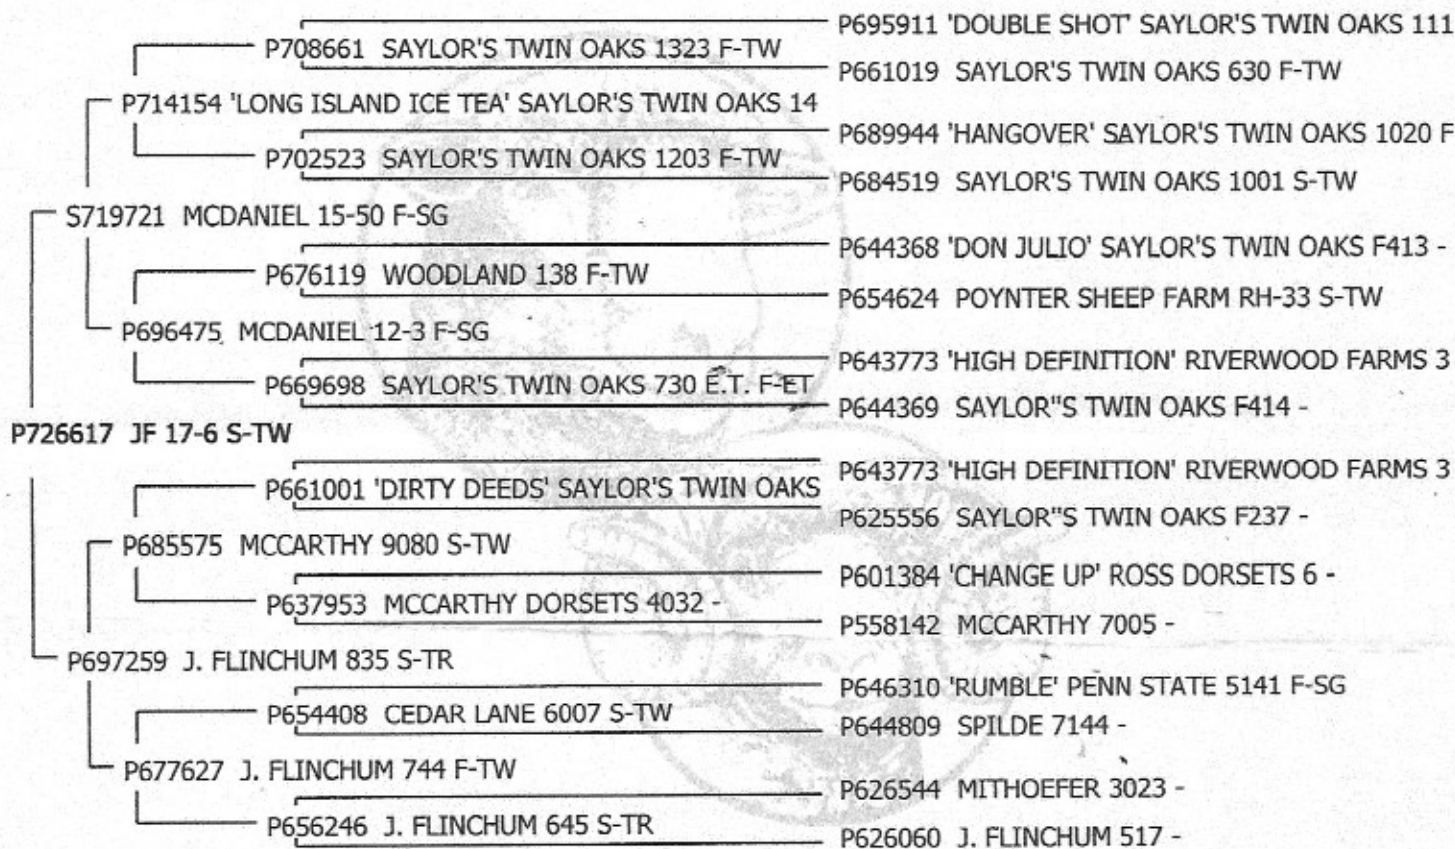 P695911 'DOUBLE SHOT' SAYLOR'S TWIN OAKS 111
P708661 SAYLOR'S TWIN OAKS 1323 F-TW
P661019 SAYLOR'S TWIN OAKS 630 F-TW
P714154 'LONG ISLAND ICE TEA' SAYLOR'S TWIN OAKS 14
P689944 'HANGOVER' SAYLOR'S TWIN OAKS 1020 F
P702523 SAYLOR'S TWIN OAKS 1203 F-TW
P684519 SAYLOR'S TWIN OAKS 1001 S-TW
S719721 MCDANIEL 15-50 F-SG
P644368 'DON JULIO' SAYLOR'S TWIN OAKS F413 -
P676119 WOODLAND 138 F-TW
P654624 POYNTER SHEEP FARM RH-33 S-TW
P696475 MCDANIEL 12-3 F-SG
P643773 'HIGH DEFINITION' RIVERWOOD FARMS 3
P669698 SAYLOR'S TWIN OAKS 730 E.T. F-ET
P644369 SAYLOR"S TWIN OAKS F414 -
P726617 JF 17-6 S-TW
P643773 'HIGH DEFINITION' RIVERWOOD FARMS 3
P661001 'DIRTY DEEDS' SAYLOR'S TWIN OAKS
P625556 SAYLOR"S TWIN OAKS F237 -
P685575 MCCARTHY 9080 S-TW
P601384 'CHANGE UP' ROSS DORSETS 6 -
P637953 MCCARTHY DORSETS 4032 -
P558142 MCCARTHY 7005 -
P697259 J. FLINCHUM 835 S-TR
P646310 'RUMBLE' PENN STATE 5141 F-SG
P654408 CEDAR LANE 6007 S-TW
P644809 SPILDE 7144 -
P677627 J. FLINCHUM 744 F-TW
P626544 MITHOEFER 3023 -
P656246 J. FLINCHUM 645 S-TR
P626060 J. FLINCHUM 517 -